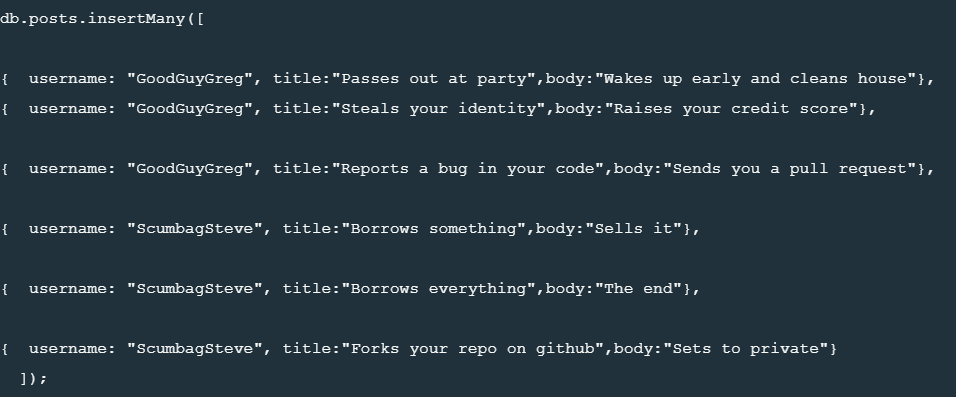 db.posts.insertMany([
{  username: "GoodGuyGreg", title:"Passes out at party",body:"Wakes up early and cleans house"},
{  username: "GoodGuyGreg", title:"Steals your identity",body:"Raises your credit score"},
{  username: "GoodGuyGreg", title:"Reports a bug in your code",body:"Sends you a pull request"},
{  username: "ScumbagSteve", title:"Borrows something",body:"Sells it"},
{  username: "ScumbagSteve", title:"Borrows everything",body:"The end"},
{  username: "ScumbagSteve", title:"Forks your repo on github",body:"Sets to private"}
  ]);